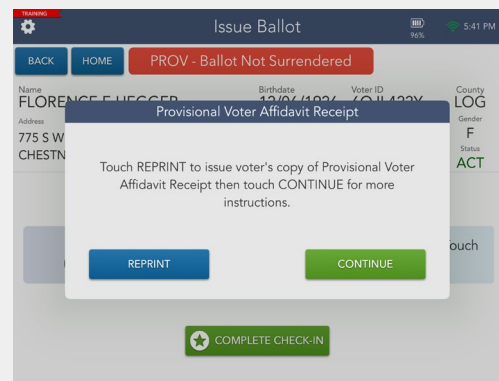 TRAINING
Issue Ballot
96%
5:41 PM
BACK
HOME
PROV - Ballot Not Surrendered
Name
Birthdate
Voter ID
County
LOG
Address
775 S W
CHESTN
Gender
F
Status
ACT
Provisional Voter Affidavit Receipt
Touch REPRINT to issue voter's copy of Provisional Voter
Affidavit Receipt then touch CONTINUE for more
instructions.
REPRINT
CONTINUE
ouch
COMPLETE CHECK-IN